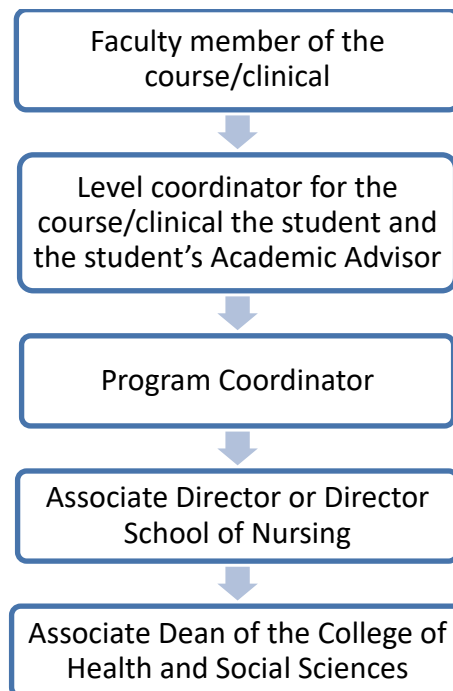 Faculty member of the
course/clinical
Level coordinator for the
course/clinical the student and
the student’s Academic Advisor
Program Coordinator
Associate Director or Director
School of Nursing
Associate Dean of the College of
Health and Social Sciences